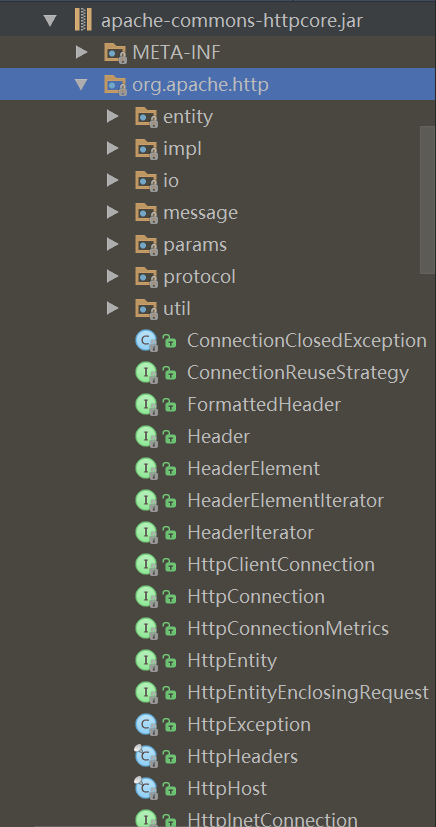 apache-commons-httpcore.jar
META-INF
org.apache.http
entity
impl
io
message
params
protocol
util
ConnectionClosedException
ConnectionReuseStrategy
FormattedHeader
Header
HeaderElement
HeaderElementIterator
HeaderIterator
HttpClientConnection
HttpConnection
HttpConnectionMetrics
HttpEntity
HttpEntityEnclosingRequest
HttpException
HttpHeaders
HttpHost
HttpInetConnection